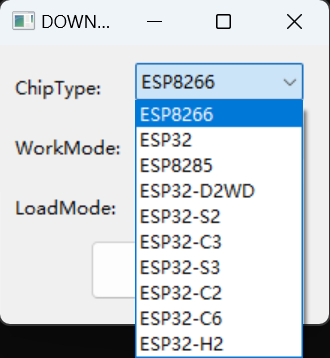 DOWN...
ChipType:
ESP8266
ESP8266
ESP32
WorkMode:
ESP8285
ESP32-D2WD
LoadMode:
ESP32-S2
ESP32-C3
ESP32-S3
ESP32-C2
ESP32-C6
ESP32-H2